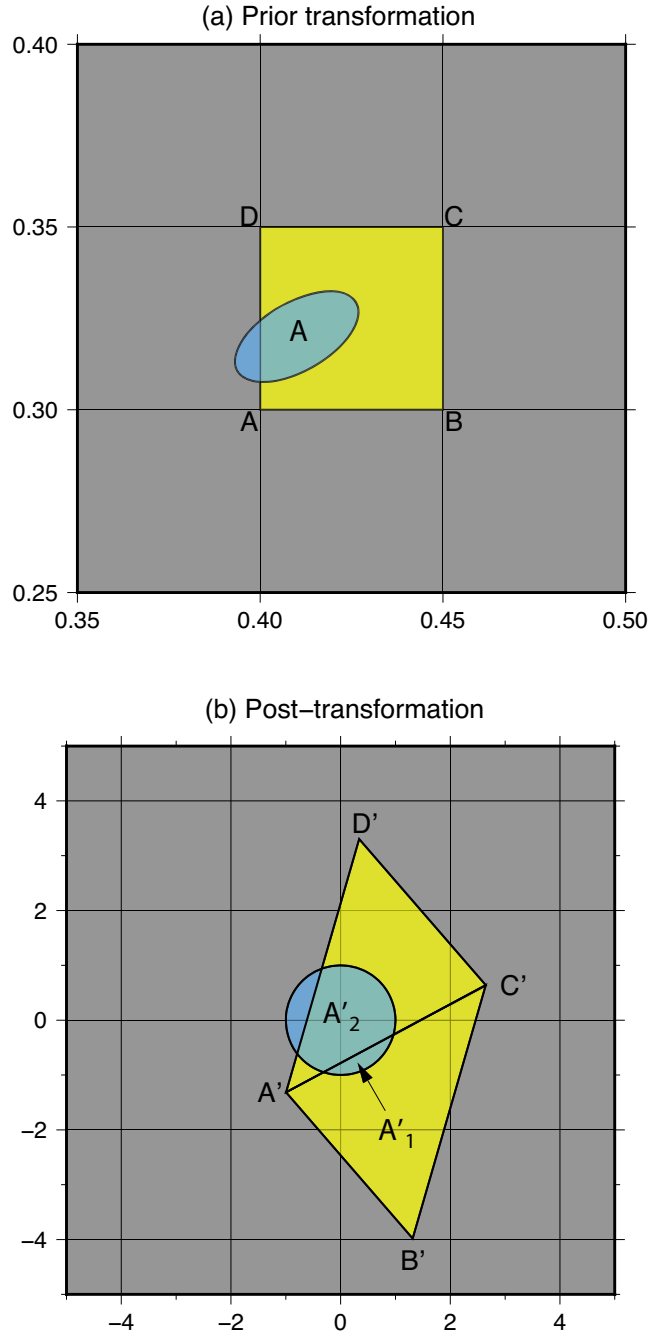 (a) Prior transformation
0.40
D
C
0.35
A
0.30
A
B
0.25
0.35
0.40
0.45
0.50
(b) Post−transformation
4
D’
2
C’
0
A′2
A’
−2
A′1
−4
B’
−4
−2
0
2
4